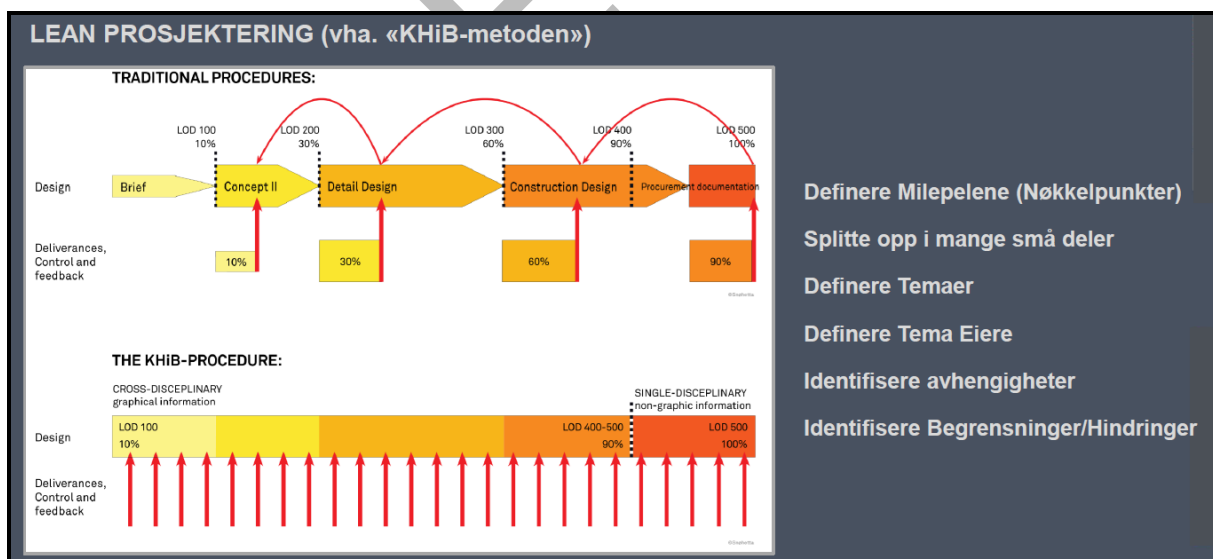 LEAN PROSJEKTERING (vha. «KHiB-metoden»)
TRADITIONAL PROCEDURES:
LOD 100
10%
LOD 200
30%
LOD 300
60%
LOD 400
90%
LOD 500
100%
Design
Brief
Concept II
Detail Design
Construction Design
Procurement documentation
Deliverances,
Control and
feedback
10%
30%
60%
90%
THE KHiB-PROCEDURE:
CROSS-DISCEPLINARY
graphical information
SINGLE-DISCEPLINARY
non-graphic information
Design
LOD 100
10%
LOD 400-500
90%
LOD 500
100%
Deliverances,
Control and
feedback
Definere Milepelene (Nøkkelpunkter)
Splitte opp i mange små deler
Definere Temaer
Definere Tema Eiere
Identifisere avhengigheter
Identifisere Begrensninger/Hindringer